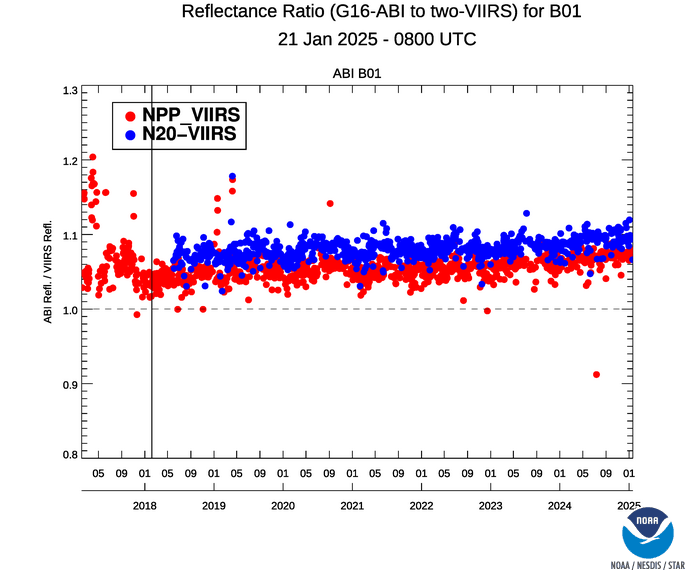 Reflectance Ratio (G16-ABI to two-VIIRS) for B01
21 Jan 2025 - 0800 UTC
ABI B01
NPP_VIIRS
N20-VIIRS
ABI Refl. / VIIRS Refl.
1.3
1.2
1.1
1.0
0.9
0.8
05 09 01 05 09 01 05 09 01 05 09 01 05 09 01 05 09 01 05 09 01 05 09 01
2018 2019 2020 2021 2022 2023 2024 2025
NOAA
NOAA / NESDIS / STAR